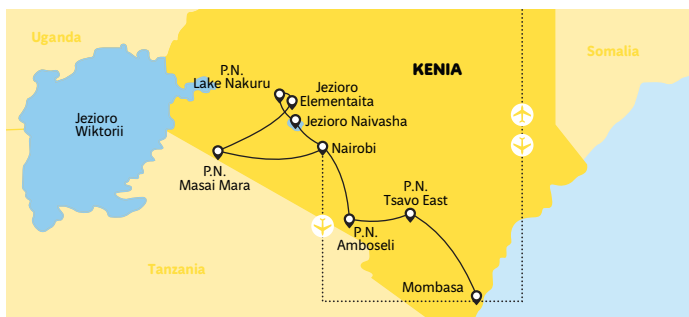 Uganda
KENIA
Somalia
P.N.
Lake Nakuru
Jezioro
Elementaita
Jezioro
Wiktorii
Jezioro Naivasha
Nairobi
P.N.
Masai Mara
P.N.
Tsavo East
P.N.
Amboseli
Tanzania
Mombasa